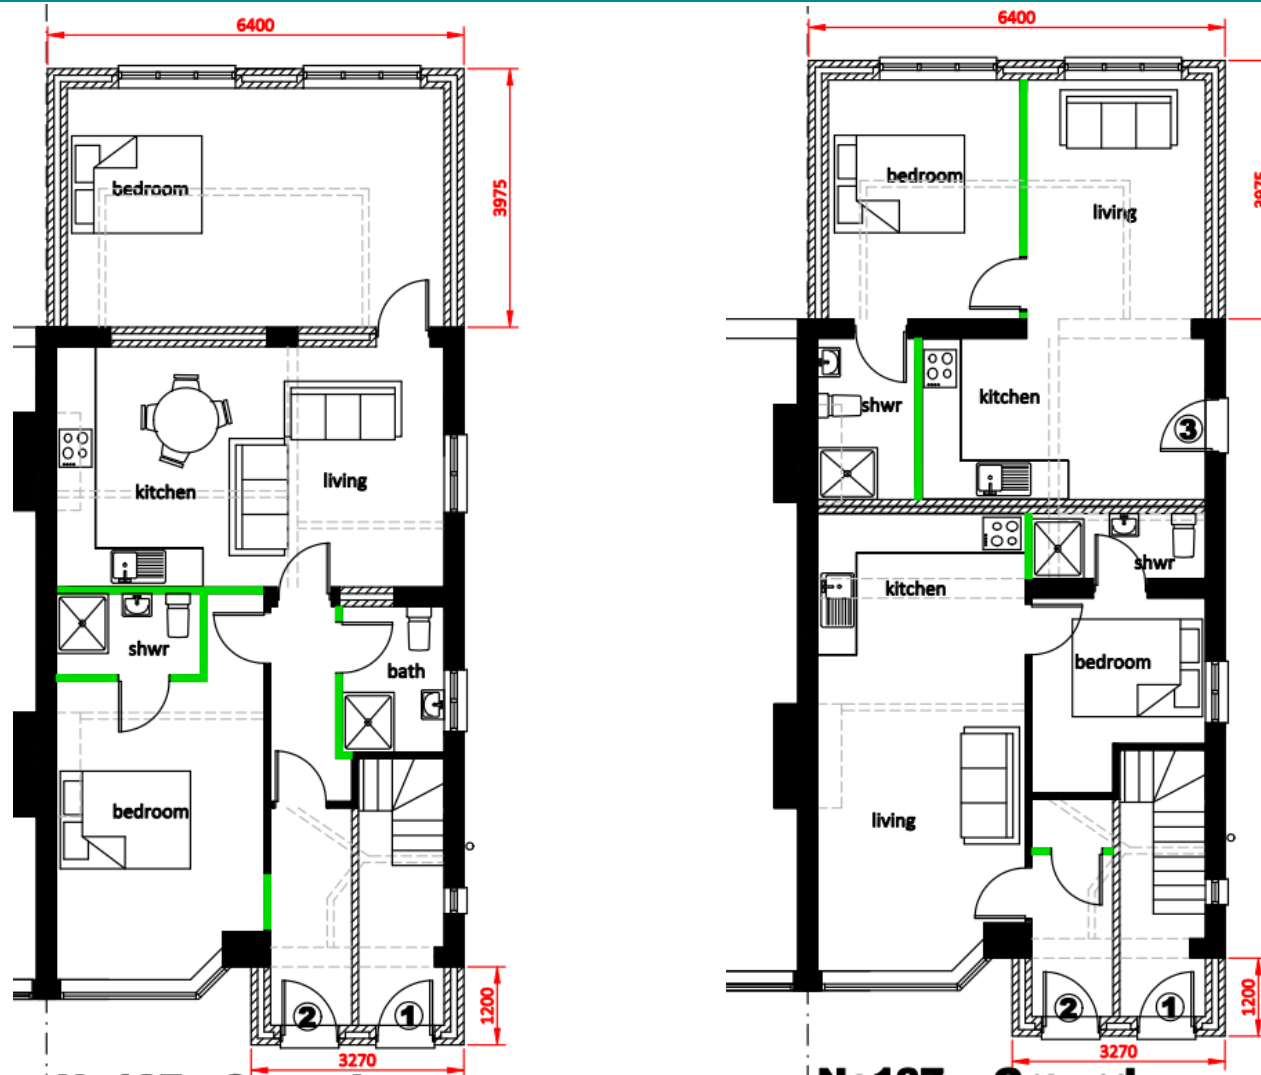 6400
bedroom
3975
kitchen
living
shwr
bath
bedroom
2
1
1200
3270
6400
bedroom
living
3975
shwr
kitchen
3
kitchen
shwr
bedroom
living
2
1
1200
3270